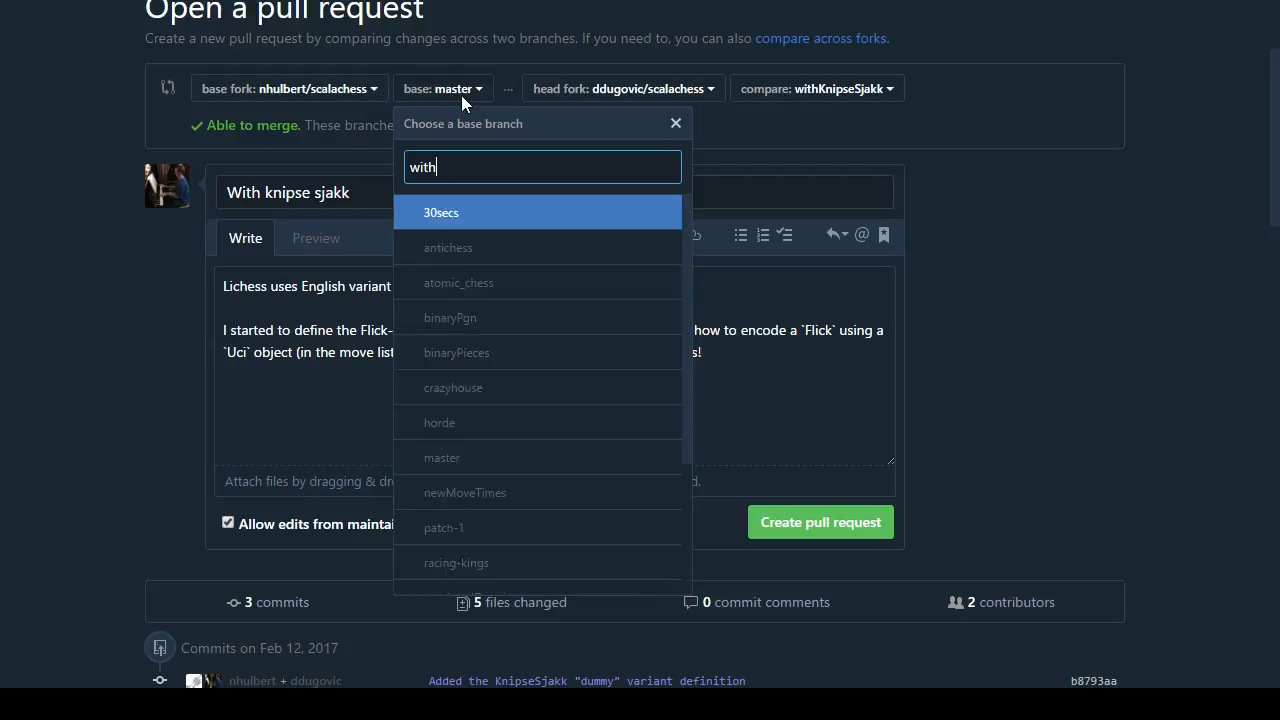 Open a pull request
Create a new pull request by comparing changes across two branches. If you need to, you can also compare across forks.
base fork: nhulbert/scalachess base: master ... head fork: ddugovic/scalachess compare: withKnipseSjakk
Able to merge. These branche
Choose a base branch
with
30secs
antichess
atomic_chess
binaryPgn
binaryPieces
crazyhouse
horde
master
newMoveTimes
patch-1
racing-kings
With knipse sjakk
Write Preview
Lichess uses English variant
I started to define the Flick- how to encode a `Flick` using a
`Uci` object (in the move list s!
Attach files by dragging & dr d.
Allow edits from maintai
Create pull request
3 commits 5 files changed 0 commit comments 2 contributors
Commits on Feb 12, 2017
nhulbert + ddugovic Added the KnipseSjakk "dummy" variant definition b8793aa